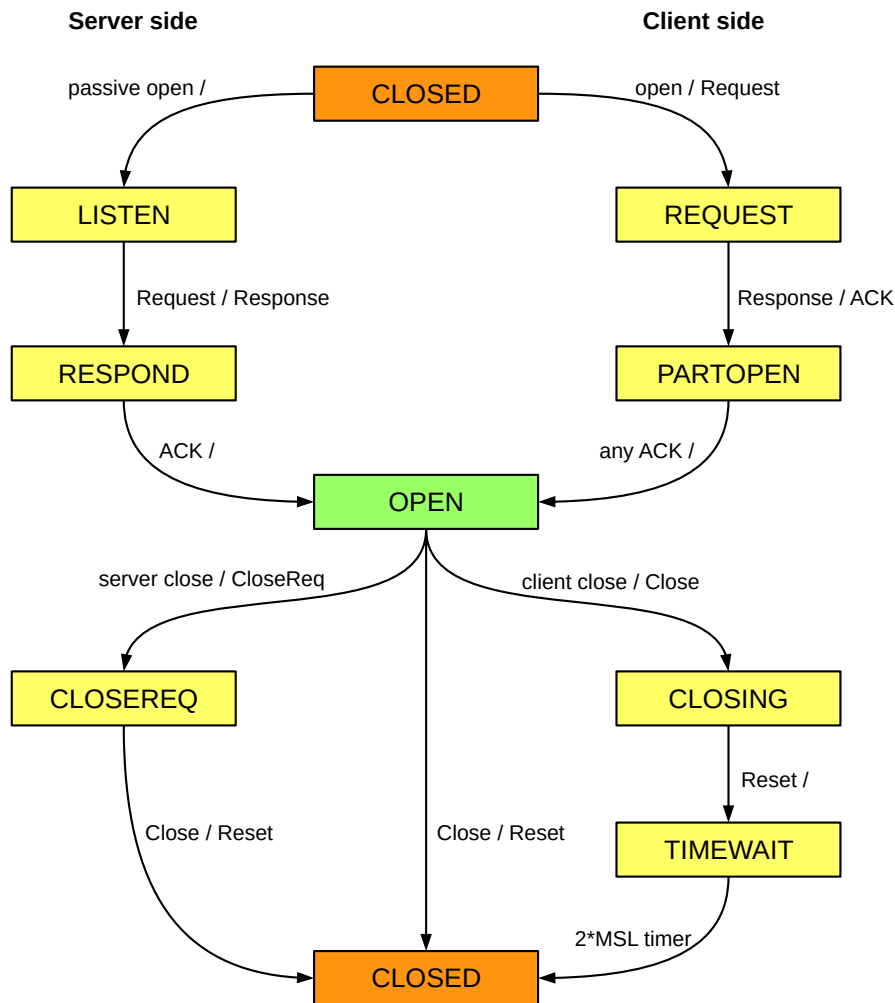 Server side
Client side
passive open /
CLOSED
open / Request
LISTEN
REQUEST
Request / Response
Response / ACK
RESPOND
PARTOPEN
ACK /
any ACK /
OPEN
server close / CloseReq
client close / Close
CLOSEREQ
CLOSING
Reset /
Close / Reset
Close / Reset
TIMEWAIT
2*MSL timer
CLOSED